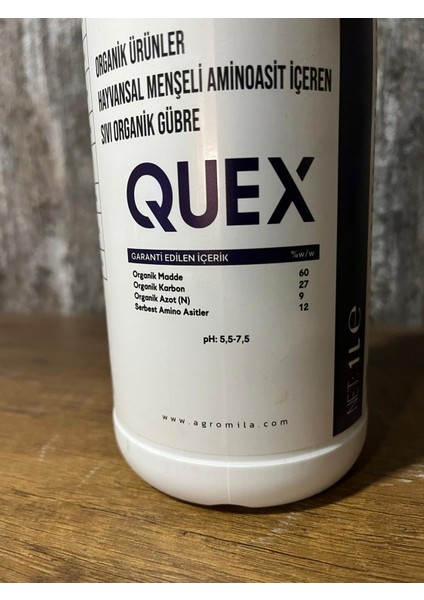 ORGANİK ÜRÜNLER
HAYVANSAL MENŞELİ AMİNOASİT İÇEREN
SIVI ORGANİK GÜBRE
QUEX
GARANTİ EDİLEN İÇERİK %w/w
Organik Madde 60
Organik Karbon 27
Organik Azot (N) 9
Serbest Amino Asitler 12
pH: 5,5-7,5
www.agromila.com
NET: 1L e